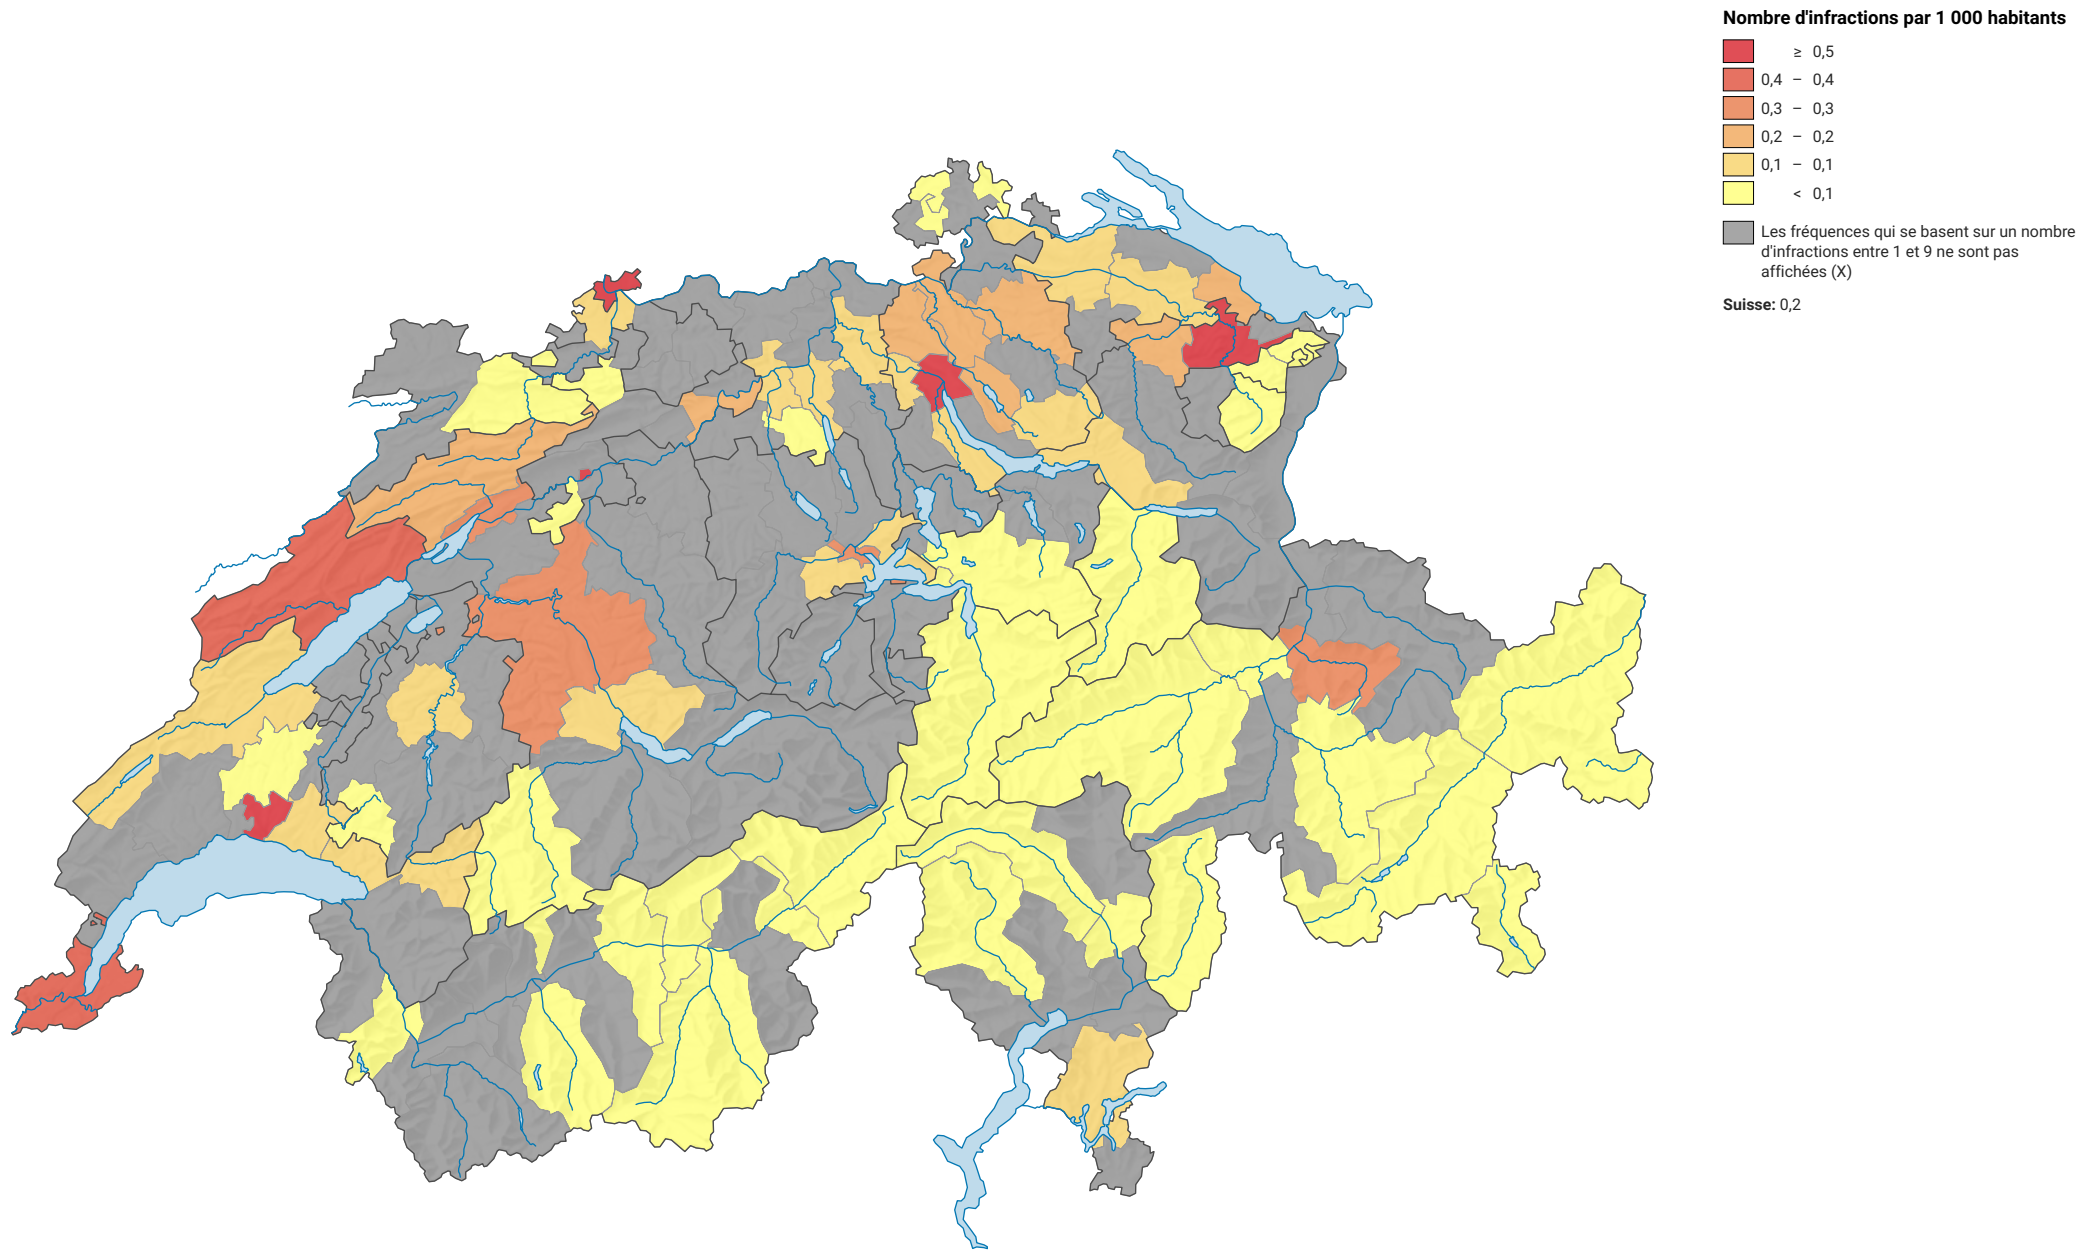 Nombre d'infractions par 1 000 habitants
≥ 0,5
0,4 – 0,4
0,3 – 0,3
0,2 – 0,2
0,1 – 0,1
< 0,1
Les fréquences qui se basent sur un nombre
d'infractions entre 1 et 9 ne sont pas
affichées (X)
Suisse: 0,2